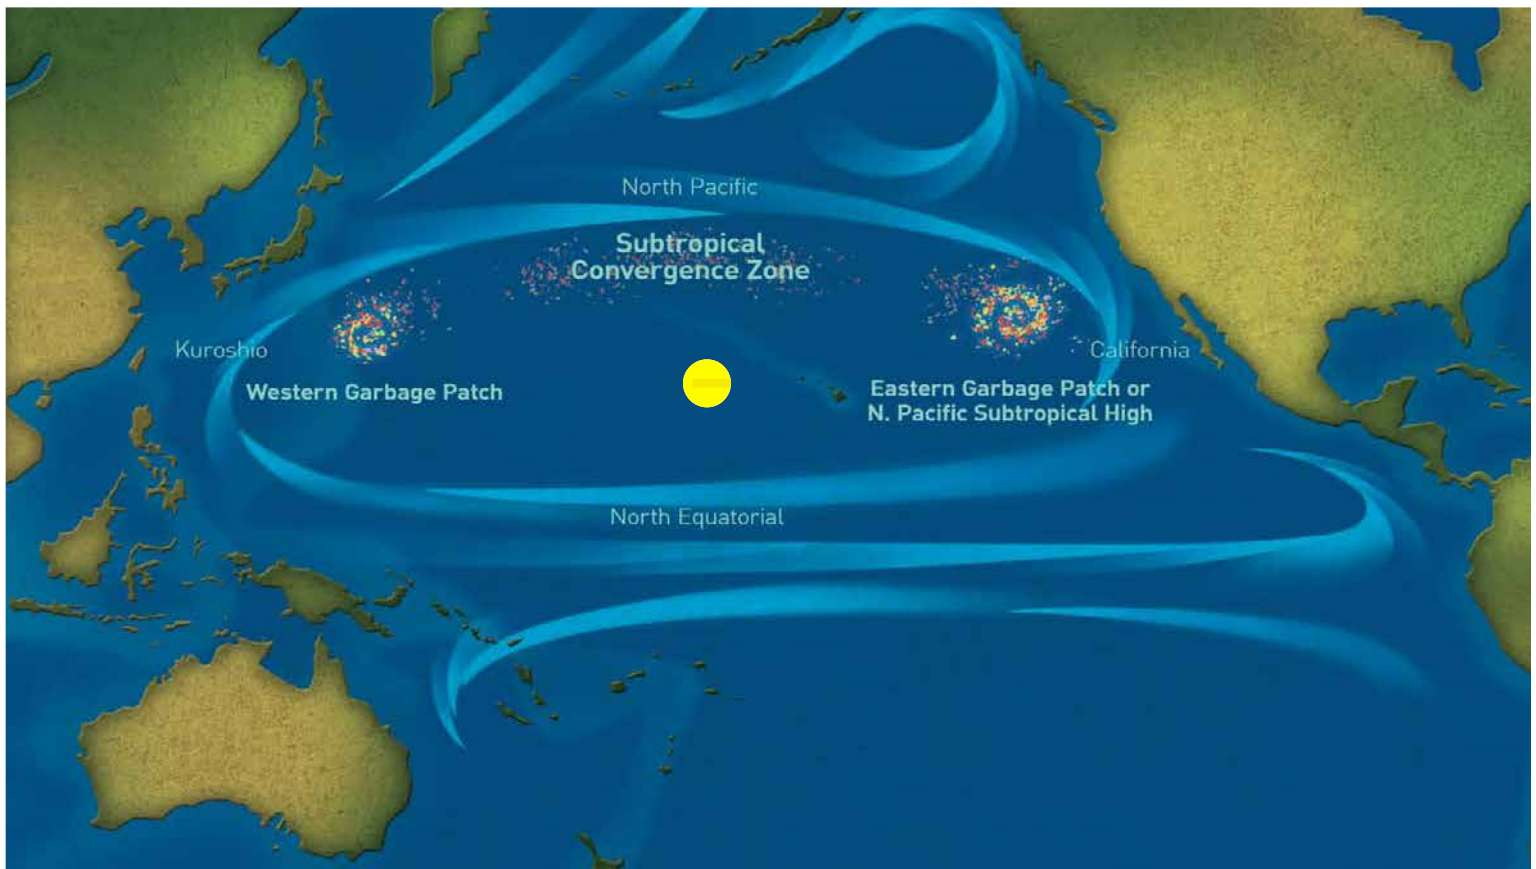 North Pacific
Subtropical
Convergence Zone
Kuroshio
California
Western Garbage Patch
Eastern Garbage Patch or
N. Pacific Subtropical High
North Equatorial